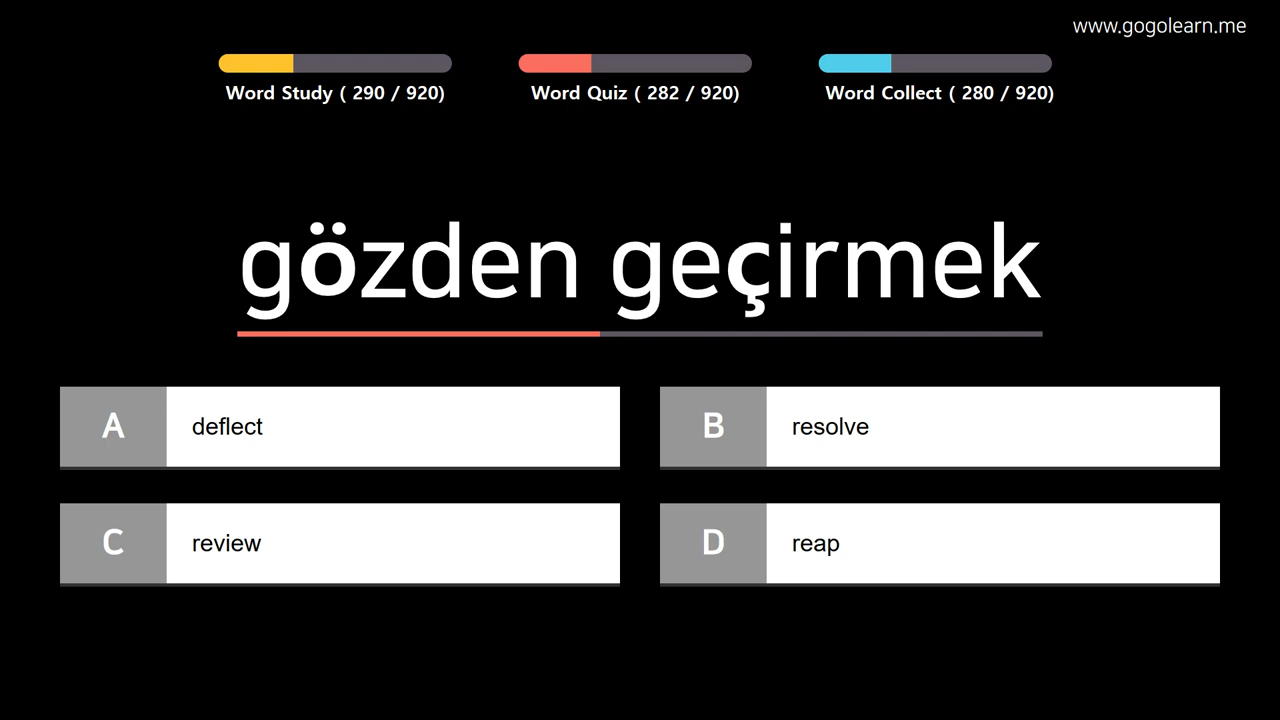 www.gogolearn.me
Word Study ( 290 / 920)
Word Quiz ( 282 / 920)
Word Collect ( 280 / 920)
gözden geçirmek
A deflect
B resolve
C review
D reap